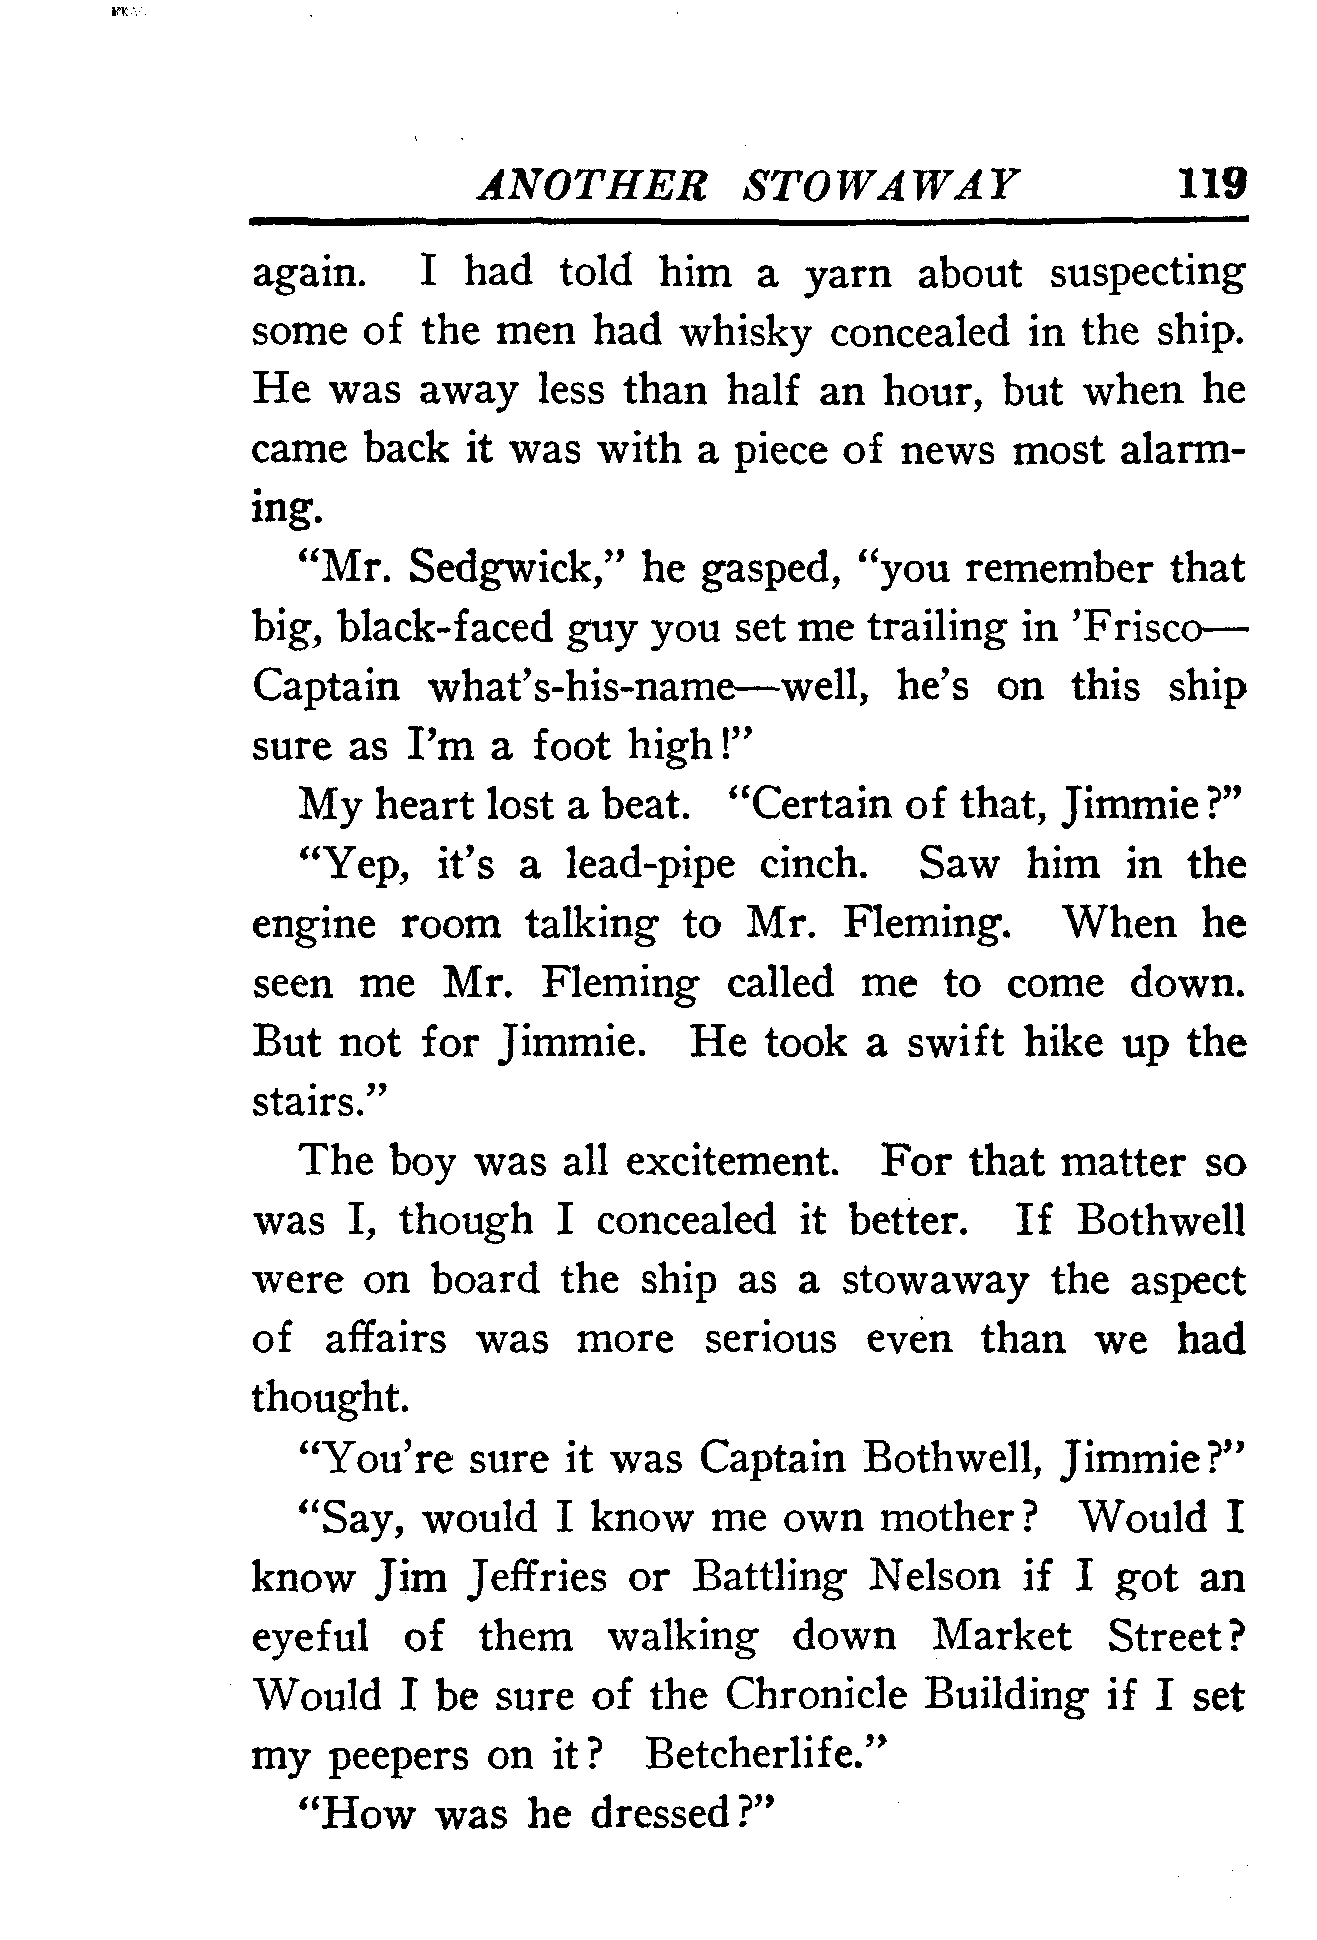 ANOTHER STOWAWAY 119
again. I had told him a yarn about suspecting
some of the men had whisky concealed in the ship.
He was away less than half an hour, but when he
came back it was with a piece of news most alarm-
ing.
“Mr. Sedgwick,” he gasped, “you remember that
big, black-faced guy you set me trailing in ’Frisco—
Captain what’s-his-name—well, he’s on this ship
sure as I’m a foot high!”
My heart lost a beat. “Certain of that, Jimmie?”
“Yep, it’s a lead-pipe cinch. Saw him in the
engine room talking to Mr. Fleming. When he
seen me Mr. Fleming called me to come down.
But not for Jimmie. He took a swift hike up the
stairs.”
The boy was all excitement. For that matter so
was I, though I concealed it better. If Bothwell
were on board the ship as a stowaway the aspect
of affairs was more serious even than we had
thought.
“You’re sure it was Captain Bothwell, Jimmie?”
“Say, would I know me own mother? Would I
know Jim Jeffries or Battling Nelson if I got an
eyeful of them walking down Market Street?
Would I be sure of the Chronicle Building if I set
my peepers on it? Betcherlife.”
“How was he dressed?”